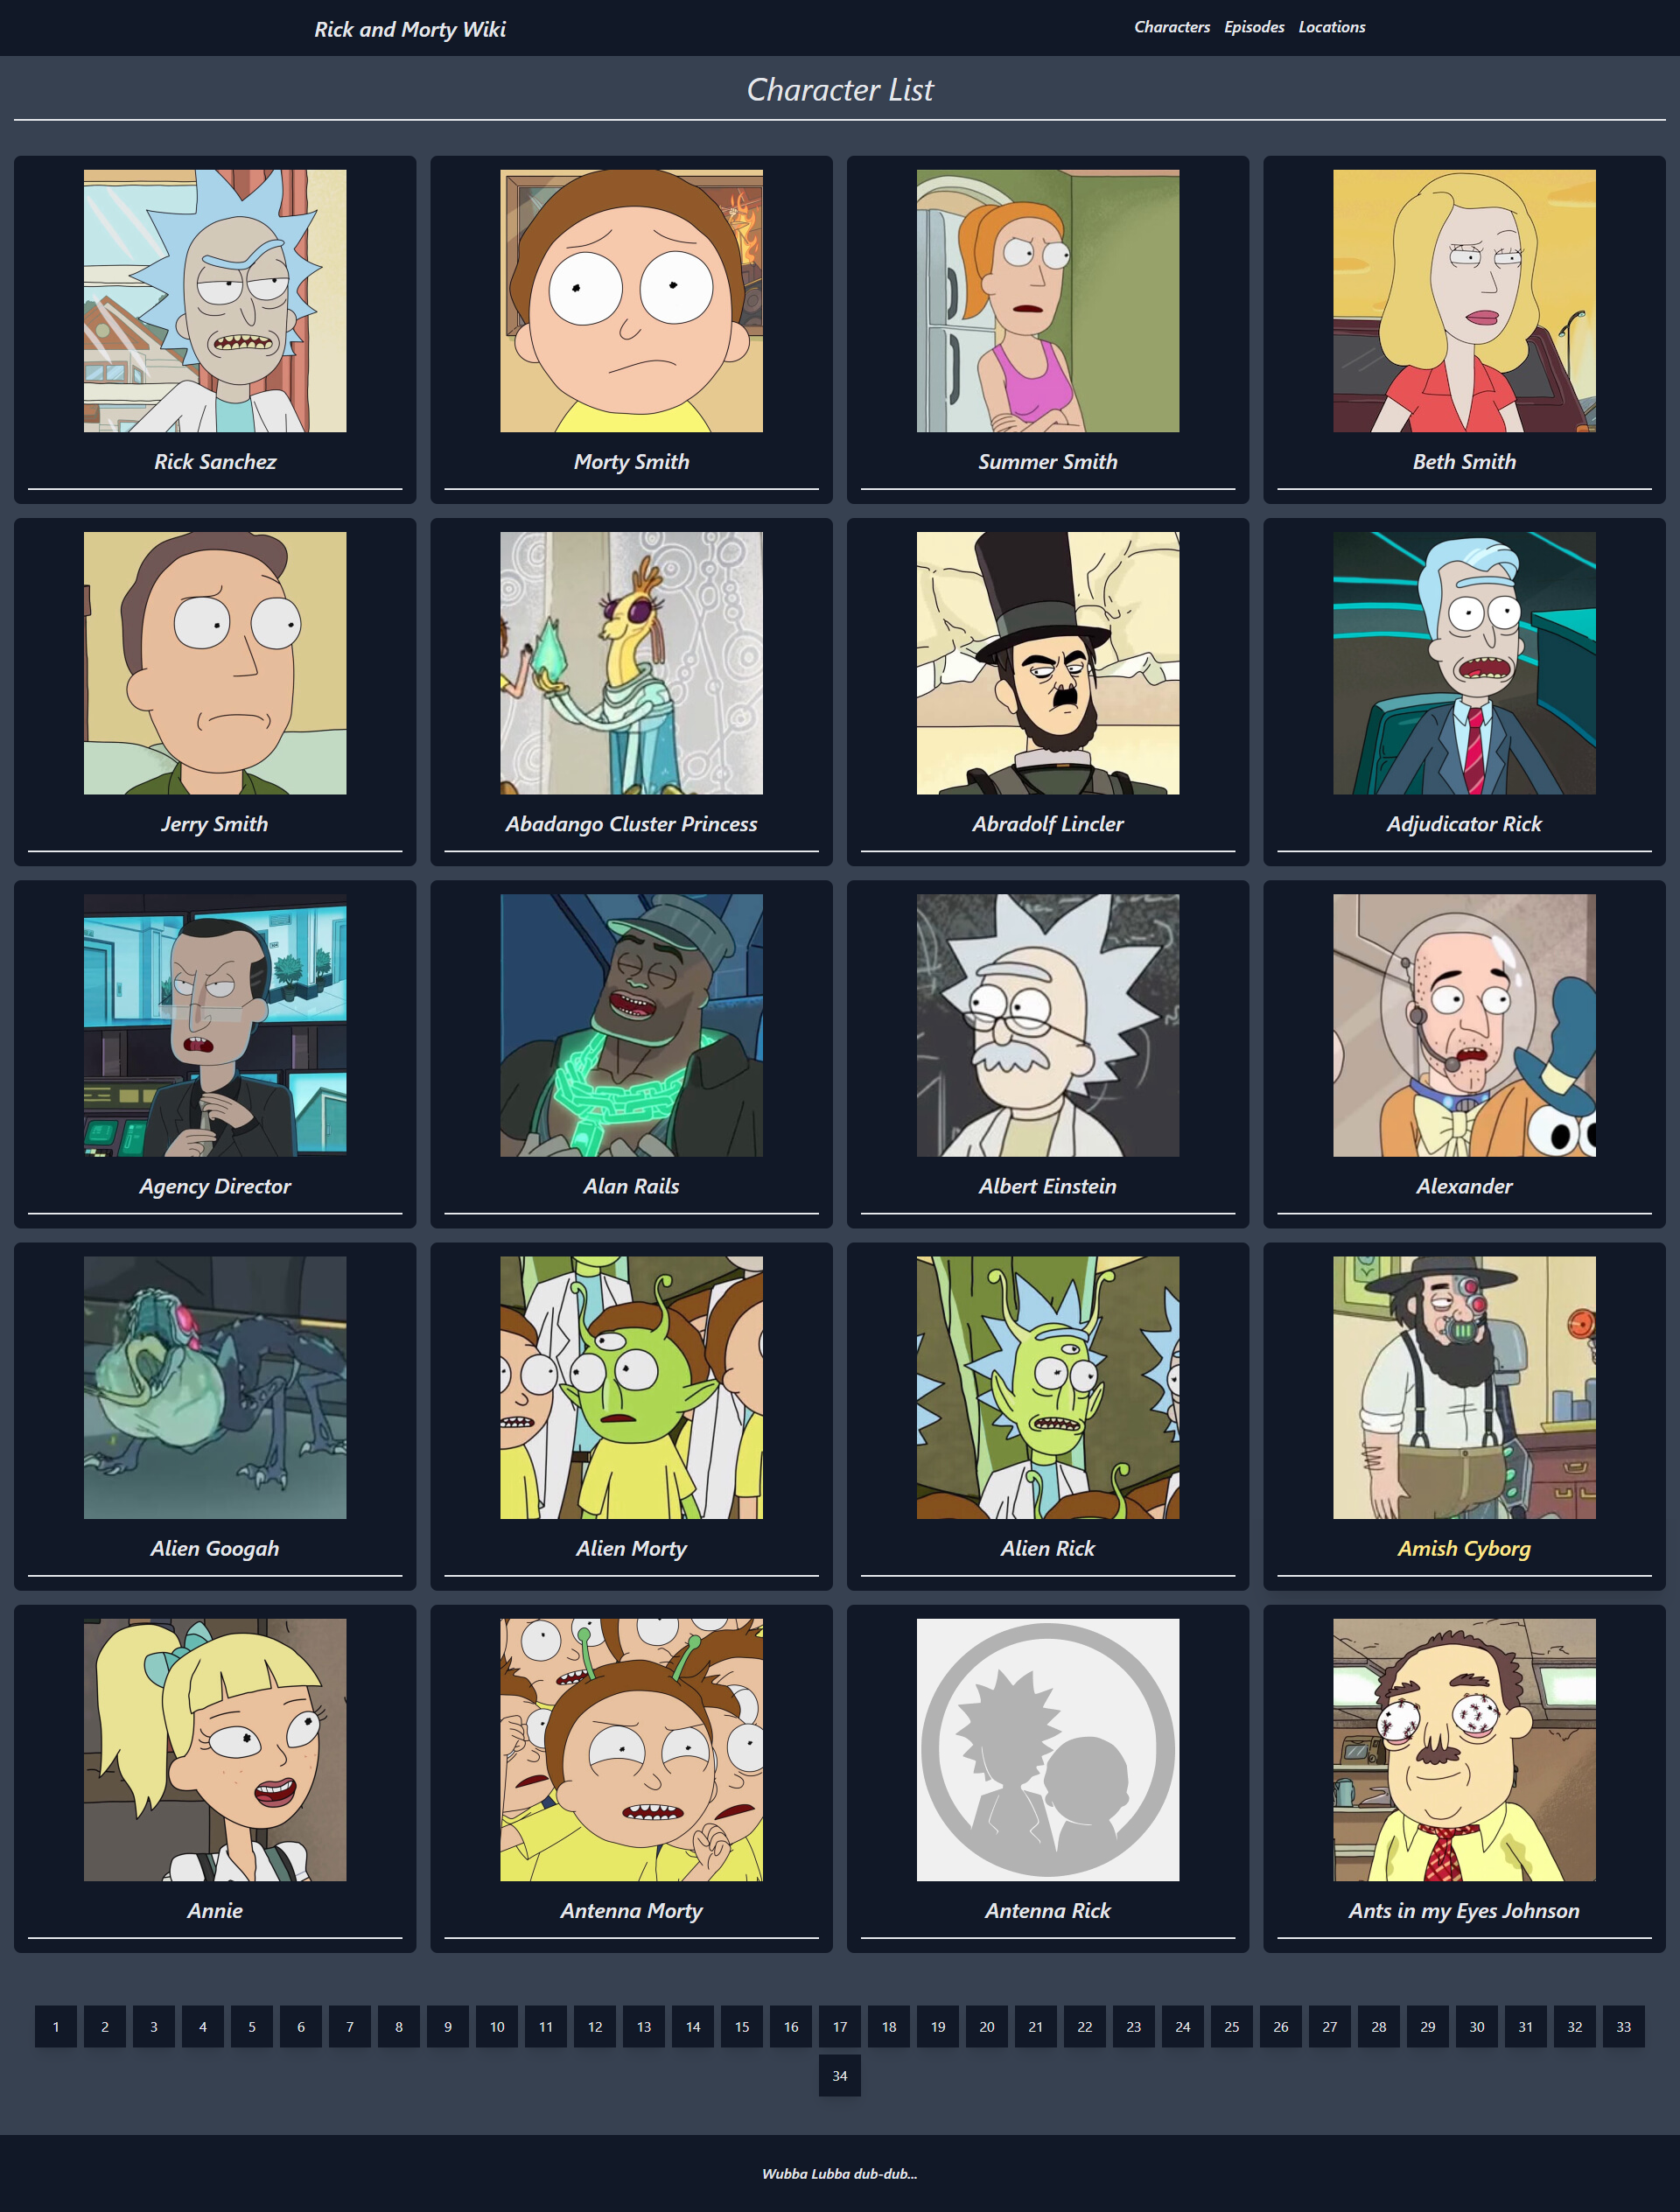 Rick and Morty Wiki
Characters Episodes Locations
Character List
Rick Sanchez
Morty Smith
Summer Smith
Beth Smith
Jerry Smith
Abadango Cluster Princess
Abradolf Lincler
Adjudicator Rick
Agency Director
Alan Rails
Albert Einstein
Alexander
Alien Googah
Alien Morty
Alien Rick
Amish Cyborg
Annie
Antenna Morty
Antenna Rick
Ants in my Eyes Johnson
1 2 3 4 5 6 7 8 9 10 11 12 13 14 15 16 17 18 19 20 21 22 23 24 25 26 27 28 29 30 31 32 33
34
Wubba Lubba dub-dub...